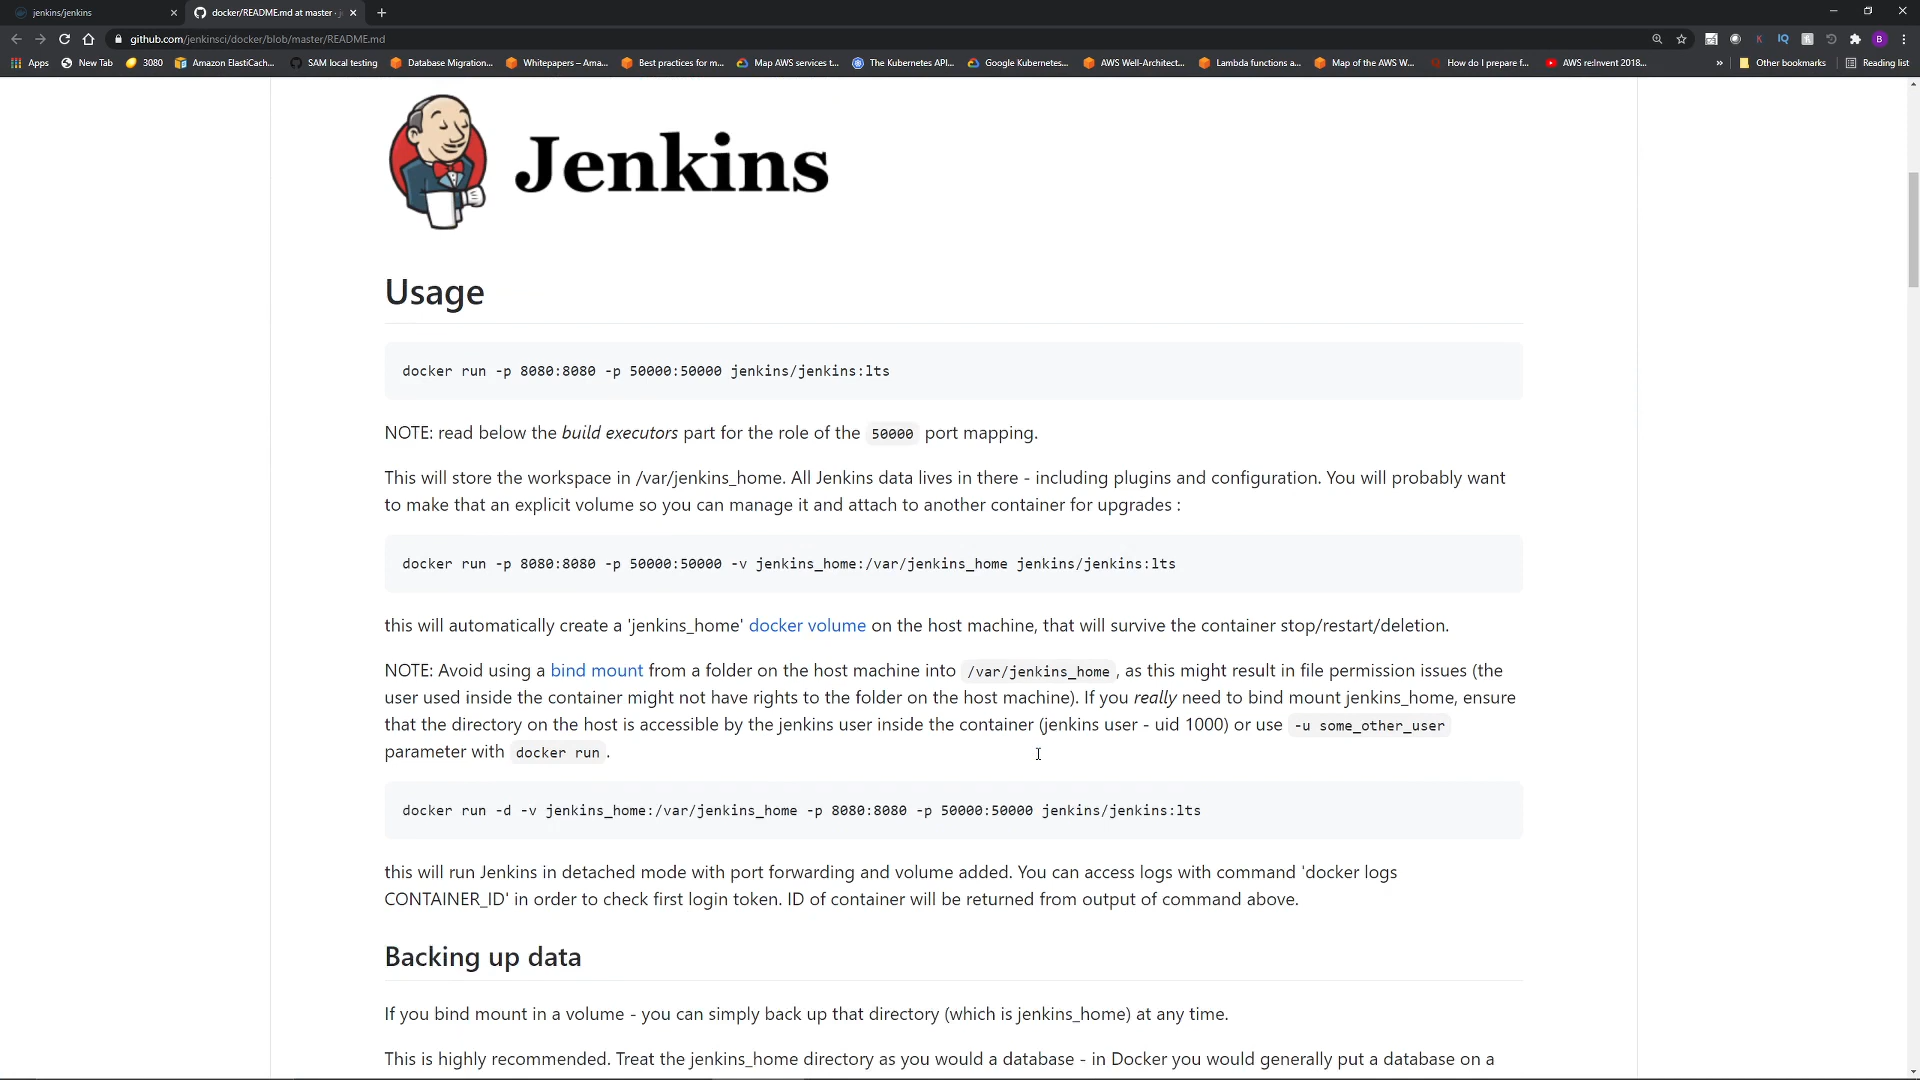 jenkins/jenkins
docker/README.md at master ·
github.com/jenkinsci/docker/blob/master/README.md
Apps New Tab 3080 Amazon ElastiCach... SAM local testing Database Migration... Whitepapers – Ama... Best practices for m... Map AWS services t... The Kubernetes API... Google Kubernetes... AWS Well-Architect... Lambda functions a... Map of the AWS W... How do I prepare f... AWS re:Invent 2018... » Other bookmarks Reading list
Jenkins
Usage
docker run -p 8080:8080 -p 50000:50000 jenkins/jenkins:lts
NOTE: read below the build executors part for the role of the 50000 port mapping.
This will store the workspace in /var/jenkins_home. All Jenkins data lives in there - including plugins and configuration. You will probably want
to make that an explicit volume so you can manage it and attach to another container for upgrades :
docker run -p 8080:8080 -p 50000:50000 -v jenkins_home:/var/jenkins_home jenkins/jenkins:lts
this will automatically create a 'jenkins_home' docker volume on the host machine, that will survive the container stop/restart/deletion.
NOTE: Avoid using a bind mount from a folder on the host machine into /var/jenkins_home, as this might result in file permission issues (the
user used inside the container might not have rights to the folder on the host machine). If you really need to bind mount jenkins_home, ensure
that the directory on the host is accessible by the jenkins user inside the container (jenkins user - uid 1000) or use -u some_other_user
parameter with docker run.
docker run -d -v jenkins_home:/var/jenkins_home -p 8080:8080 -p 50000:50000 jenkins/jenkins:lts
this will run Jenkins in detached mode with port forwarding and volume added. You can access logs with command 'docker logs
CONTAINER_ID' in order to check first login token. ID of container will be returned from output of command above.
Backing up data
If you bind mount in a volume - you can simply back up that directory (which is jenkins_home) at any time.
This is highly recommended. Treat the jenkins_home directory as you would a database - in Docker you would generally put a database on a